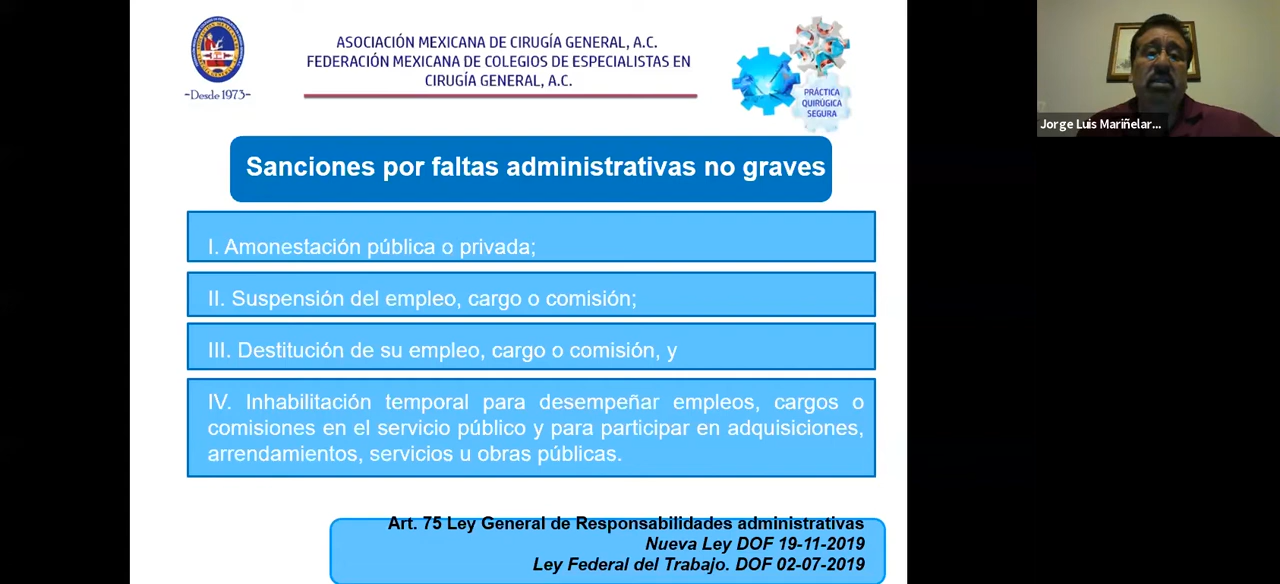 ASOCIACIÓN MEXICANA DE CIRUGÍA GENERAL, A.C.
FEDERACIÓN MEXICANA DE COLEGIOS DE ESPECIALISTAS EN
CIRUGÍA GENERAL, A.C.
-Desde 1973-
PRÁCTICA
QUIRÚGICA
SEGURA
Jorge Luis Mariñelar...
Sanciones por faltas administrativas no graves
I. Amonestación pública o privada;
II. Suspensión del empleo, cargo o comisión;
III. Destitución de su empleo, cargo o comisión, y
IV. Inhabilitación temporal para desempeñar empleos, cargos o
comisiones en el servicio público y para participar en adquisiciones,
arrendamientos, servicios u obras públicas.
Art. 75 Ley General de Responsabilidades administrativas
Nueva Ley DOF 19-11-2019
Ley Federal del Trabajo. DOF 02-07-2019